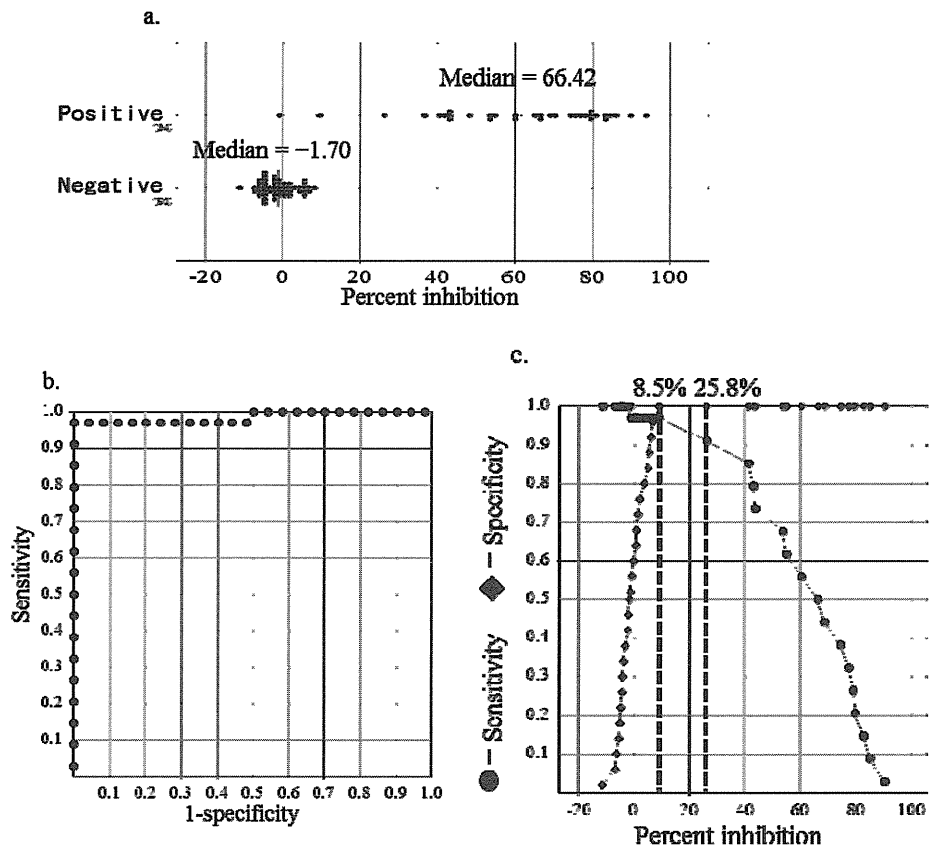 a.
Median = 66.42
Positive
Median = −1.70
Negative
-20 0 20 40 60 80 100
Percent inhibition
b.
1.0
0.9
0.8
0.7
0.6
0.5
0.4
0.3
0.2
0.1
Sensitivity
0.1 0.2 0.3 0.4 0.5 0.6 0.7 0.8 0.9 1.0
1-specificity
c.
8.5% 25.8%
1.0
0.9
0.8
0.7
0.6
0.5
0.4
0.3
0.2
0.1
Sensitivity Specificity
-20 0 20 40 60 80 100
Percent inhibition